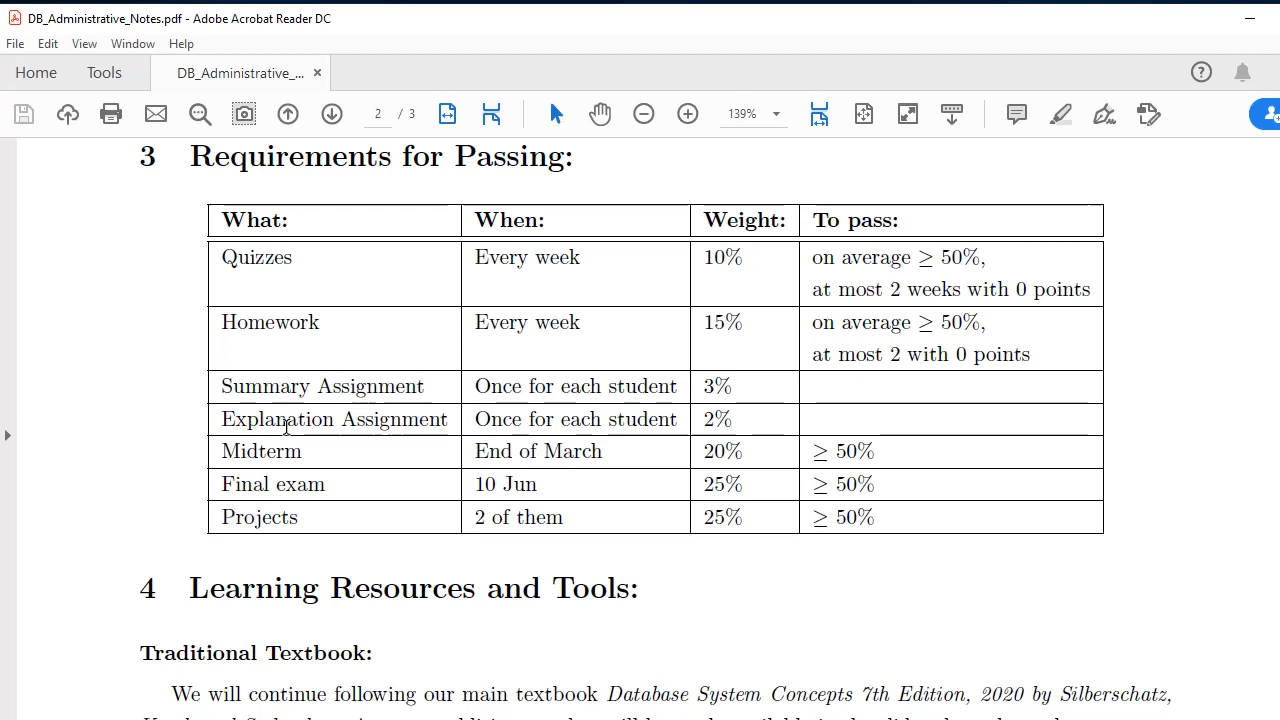 DB_Administrative_Notes.pdf - Adobe Acrobat Reader DC
File Edit View Window Help
Home Tools DB_Administrative_... ×
2 / 3 139%
3 Requirements for Passing:
What: When: Weight: To pass:
Quizzes Every week 10% on average ≥ 50%,
at most 2 weeks with 0 points
Homework Every week 15% on average ≥ 50%,
at most 2 with 0 points
Summary Assignment Once for each student 3%
Explanation Assignment Once for each student 2%
Midterm End of March 20% ≥ 50%
Final exam 10 Jun 25% ≥ 50%
Projects 2 of them 25% ≥ 50%
4 Learning Resources and Tools:
Traditional Textbook:
We will continue following our main textbook Database System Concepts 7th Edition, 2020 by Silberschatz,